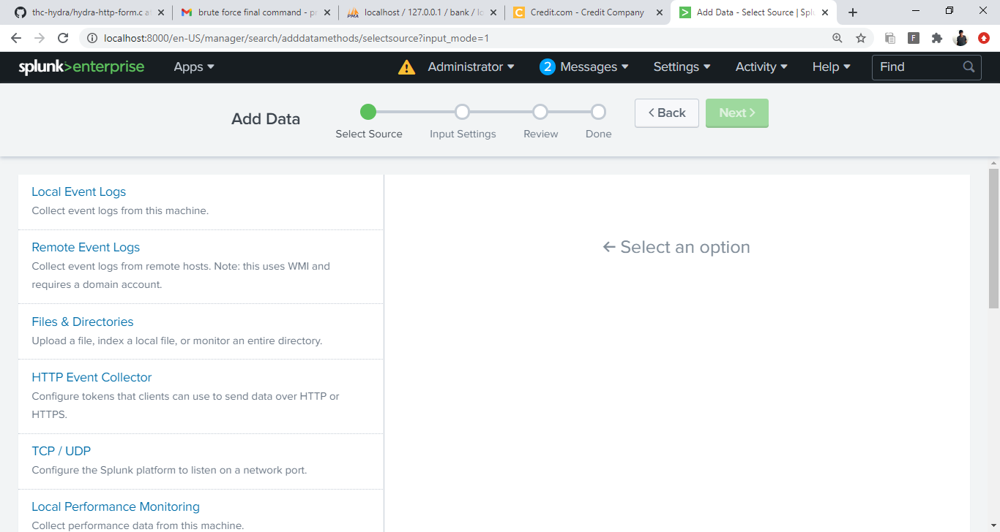 thc-hydra/hydra-http-form.c a
brute force final command - pr
localhost / 127.0.0.1 / bank / lo
Credit.com - Credit Company
Add Data - Select Source | Splu
localhost:8000/en-US/manager/search/adddatamethods/selectsource?input_mode=1
splunk>enterprise Apps Administrator 2 Messages Settings Activity Help Find
Add Data
Select Source Input Settings Review Done
< Back Next >
Local Event Logs
Collect event logs from this machine.
Remote Event Logs
Collect event logs from remote hosts. Note: this uses WMI and
requires a domain account.
Files & Directories
Upload a file, index a local file, or monitor an entire directory.
HTTP Event Collector
Configure tokens that clients can use to send data over HTTP or
HTTPS.
TCP / UDP
Configure the Splunk platform to listen on a network port.
Local Performance Monitoring
Collect performance data from this machine.
← Select an option